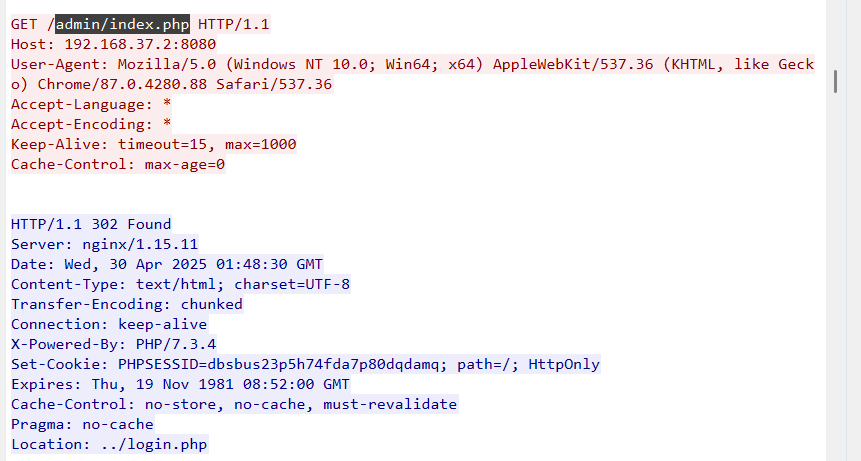 GET /admin/index.php HTTP/1.1
Host: 192.168.37.2:8080
User-Agent: Mozilla/5.0 (Windows NT 10.0; Win64; x64) AppleWebKit/537.36 (KHTML, like Geck
o) Chrome/87.0.4280.88 Safari/537.36
Accept-Language: *
Accept-Encoding: *
Keep-Alive: timeout=15, max=1000
Cache-Control: max-age=0
HTTP/1.1 302 Found
Server: nginx/1.15.11
Date: Wed, 30 Apr 2025 01:48:30 GMT
Content-Type: text/html; charset=UTF-8
Transfer-Encoding: chunked
Connection: keep-alive
X-Powered-By: PHP/7.3.4
Set-Cookie: PHPSESSID=dbsbus23p5h74fda7p80dqdamq; path=/; HttpOnly
Expires: Thu, 19 Nov 1981 08:52:00 GMT
Cache-Control: no-store, no-cache, must-revalidate
Pragma: no-cache
Location: ../login.php